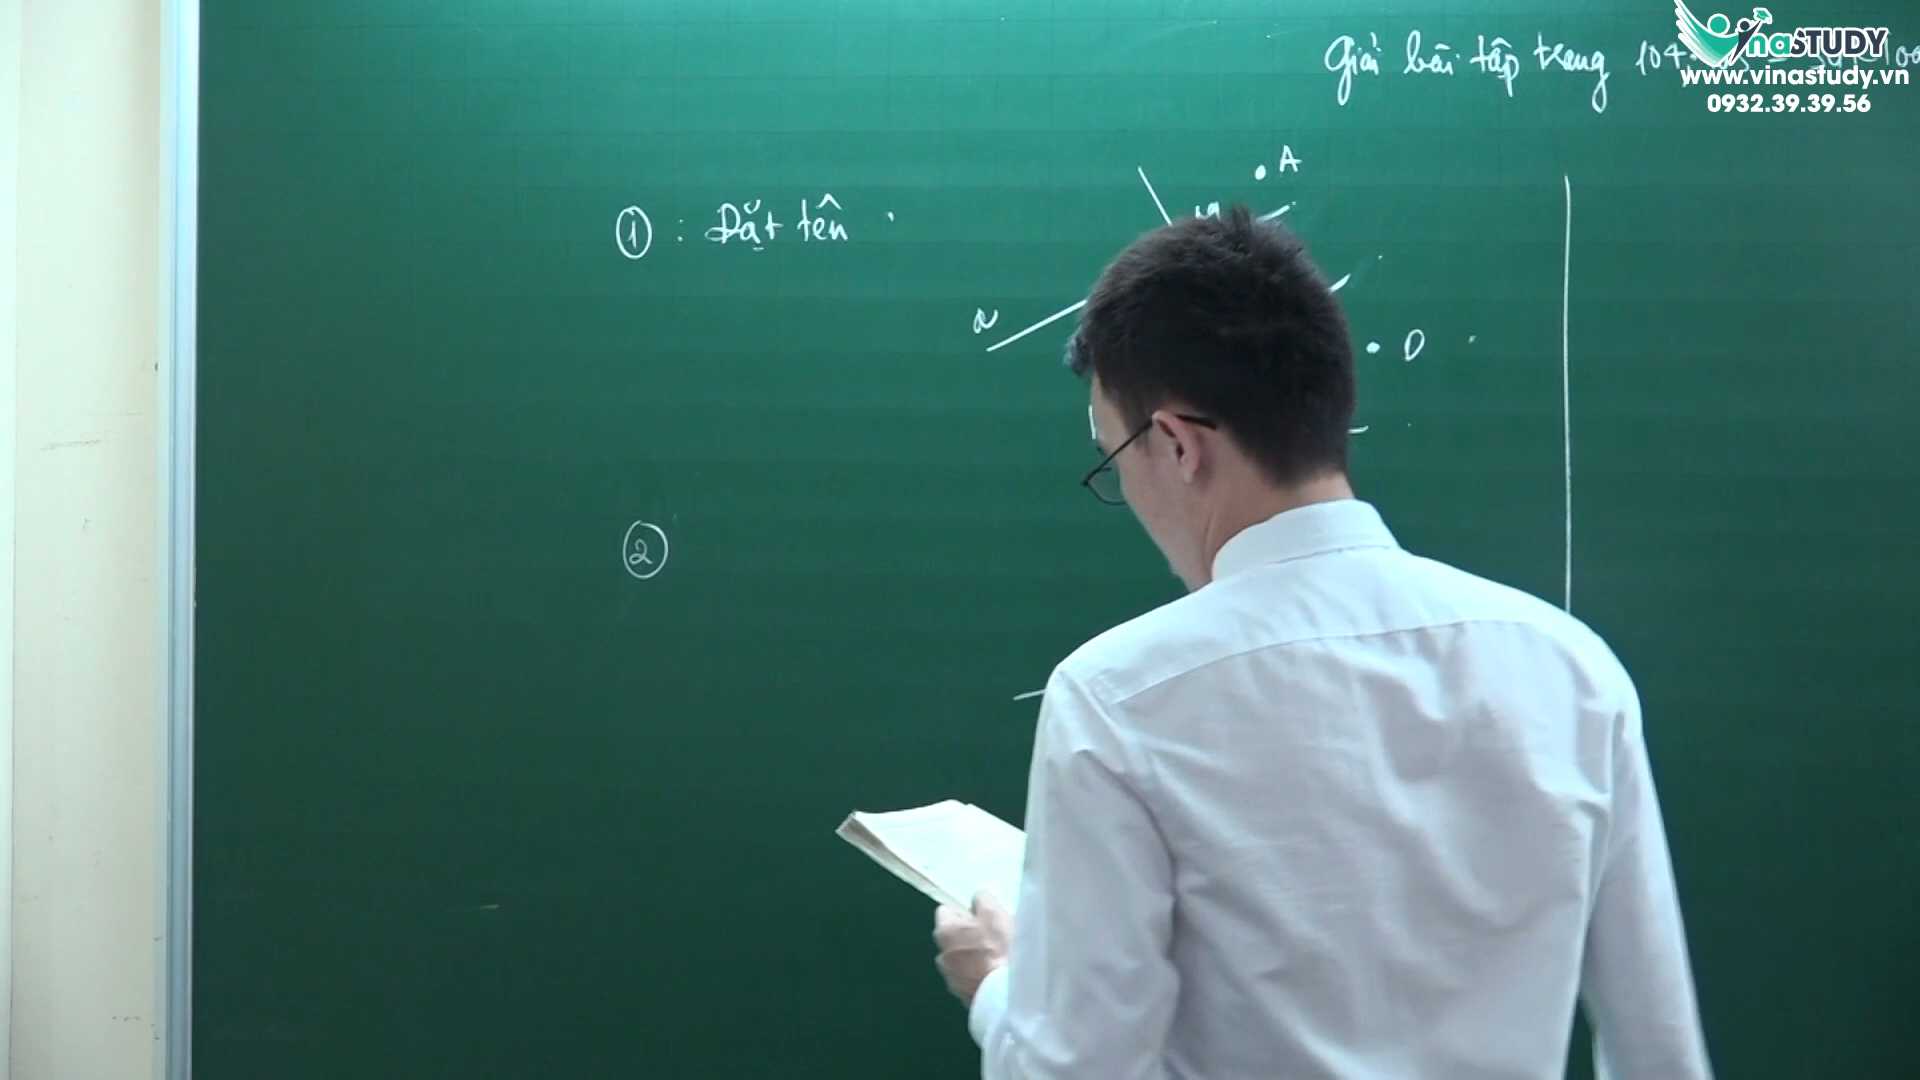 VinaSTUDY
www.vinastudy.vn
0932.39.39.56
Giải bài tập trang 104
A
① : Đặt tên
a
D
②